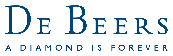 DE BEERS
A DIAMOND IS FOREVER